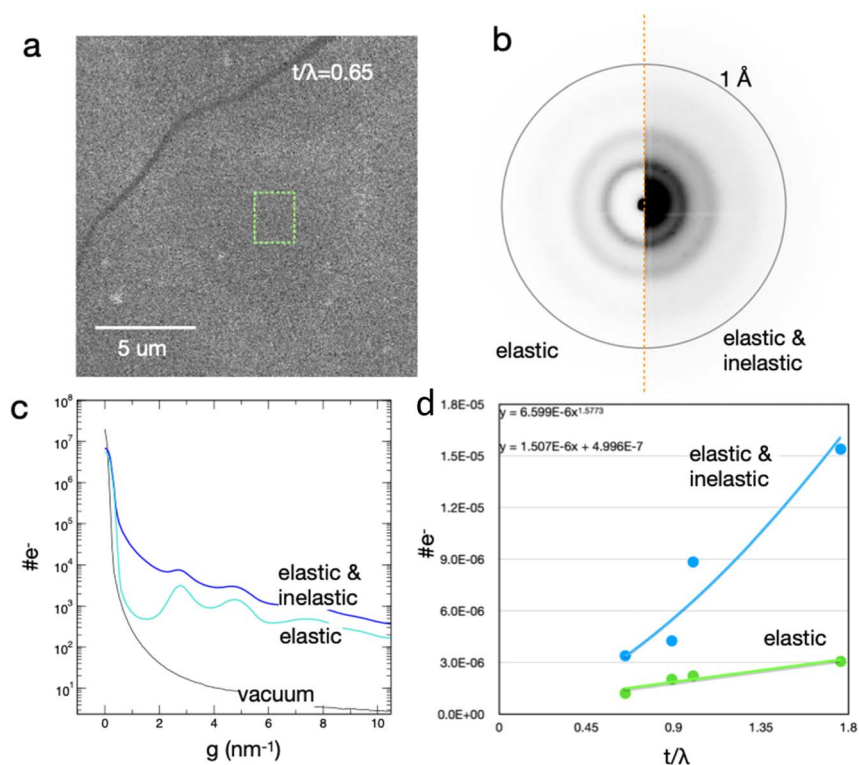 a
t/λ=0.65
5 um
b
1 Å
elastic
elastic &
inelastic
c
10⁸
10⁷
10⁶
10⁵
10⁴
10³
10²
10¹
#e-
elastic &
inelastic
elastic
vacuum
0
2
4
6
8
10
g (nm-1)
d
1.8E-05
1.5E-05
1.2E-05
9.0E-06
6.0E-06
3.0E-06
0.0E+00
#e-
y = 6.599E-6x1.5773
y = 1.507E-6x + 4.996E-7
elastic &
inelastic
elastic
0
0.45
0.9
1.35
1.8
t/λ